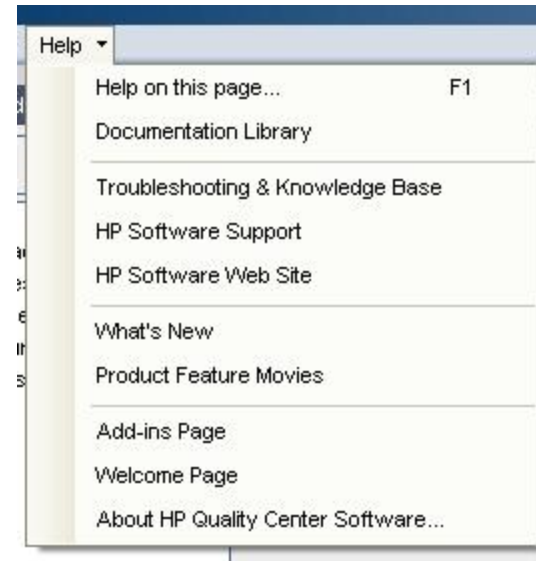 Help
Help on this page... F1
Documentation Library
Troubleshooting & Knowledge Base
HP Software Support
HP Software Web Site
What's New
Product Feature Movies
Add-ins Page
Welcome Page
About HP Quality Center Software...